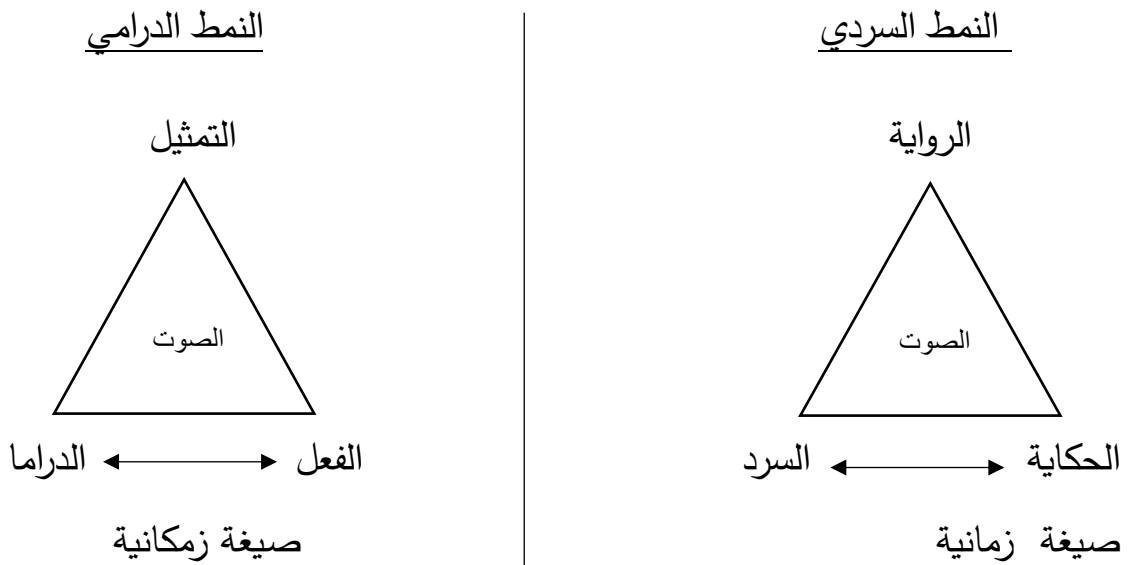 النمط السردي
الرواية
الصوت
الحكاية
السرد
صيغة زمانية
النمط الدرامي
التمثيل
الصوت
الفعل
الدراما
صيغة زمكانية